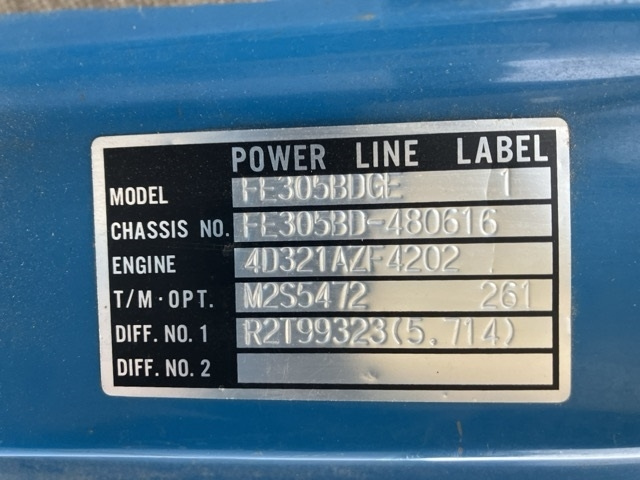 POWER LINE LABEL
MODEL FE305BDGE 1
CHASSIS NO. FE305BD-480616
ENGINE 4D321AZF4202
T/M·OPT. M2S5472 261
DIFF. NO. 1 R2T99323(5.714)
DIFF. NO. 2